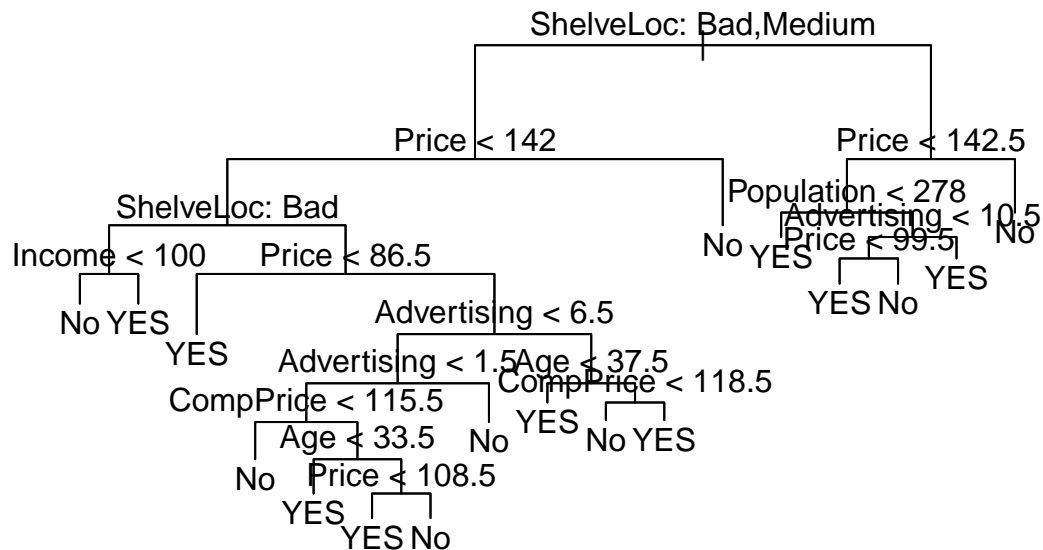 ShelveLoc: Bad,Medium
Price < 142
Price < 142.5
ShelveLoc: Bad
Population < 278
Advertising < 10.5
No
No
YES
Price < 99.5
Income < 100
Price < 86.5
YES
YES
No
No
YES
YES
Advertising < 6.5
Advertising < 1.5
Age < 37.5
CompPrice < 118.5
CompPrice < 115.5
YES
No
YES
Age < 33.5
No
No
Price < 108.5
YES
YES
No